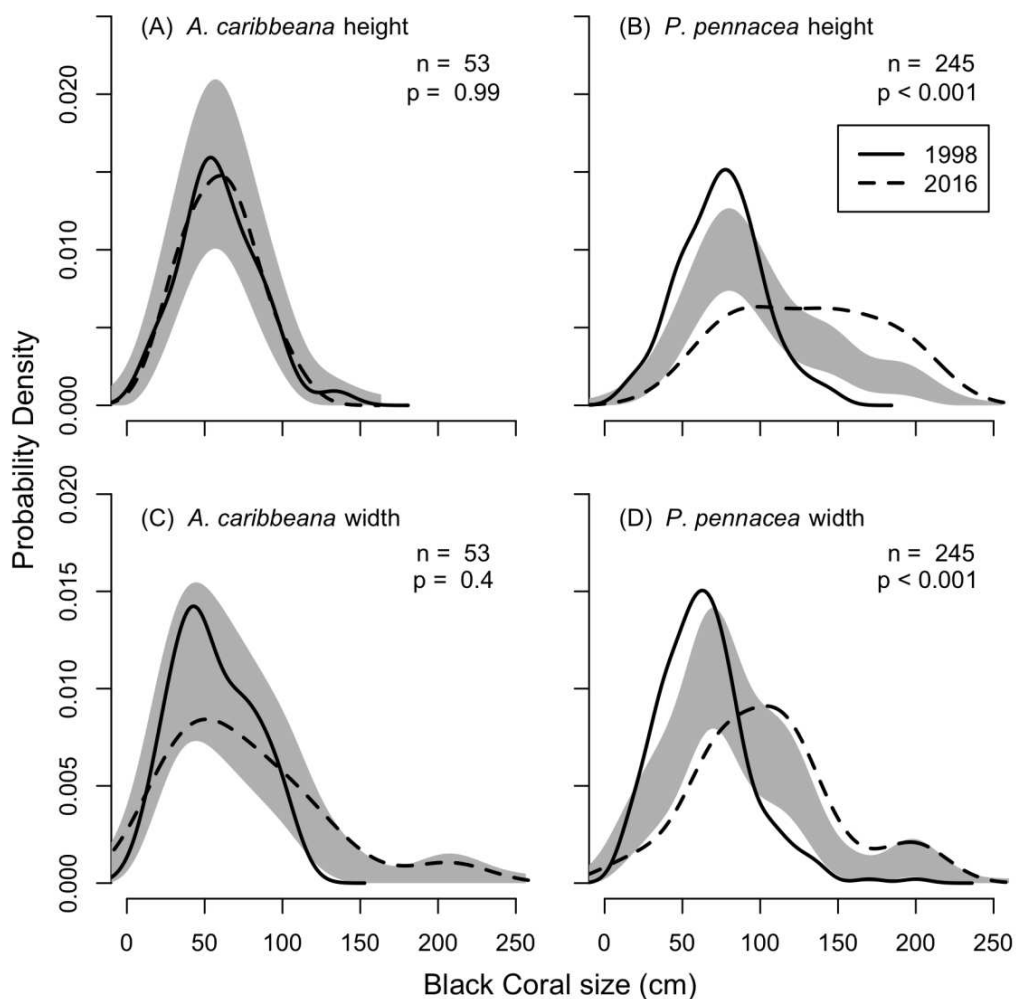 (A) A. caribbeana height
n = 53
p = 0.99
(B) P. pennacea height
n = 245
p < 0.001
1998
2016
0.020
0.010
0.000
0 50 100 150 200 250
0 50 100 150 200 250
Probability Density
(C) A. caribbeana width
n = 53
p = 0.4
(D) P. pennacea width
n = 245
p < 0.001
0.020
0.015
0.010
0.005
0.000
Black Coral size (cm)